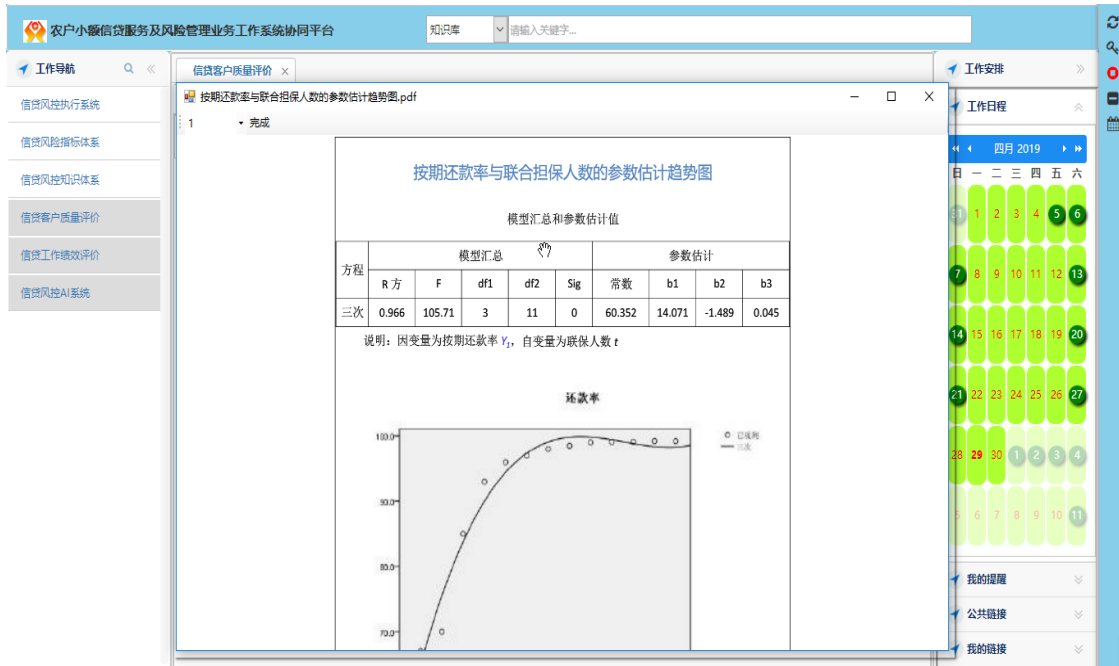 农户小额信贷服务及风险管理业务工作系统协同平台
知识库 请输入关键字...
工作导航
信贷风控执行系统
信贷风险指标体系
信贷风控知识体系
信贷客户质量评价
信贷工作绩效评价
信贷风控AI系统
信贷客户质量评价 ×
按期还款率与联合担保人数的参数估计趋势图.pdf
1 完成
按期还款率与联合担保人数的参数估计趋势图
模型汇总和参数估计值
方程 模型汇总 参数估计
R 方 F df1 df2 Sig 常数 b1 b2 b3
三次 0.966 105.71 3 11 0 60.352 14.071 -1.489 0.045
说明：因变量为按期还款率 Y1，自变量为联保人数 t
还款率
100.0
90.0
80.0
70.0
已观测
三次
工作安排
工作日程
四月 2019
日 一 二 三 四 五 六
31 1 2 3 4 5 6
7 8 9 10 11 12 13
14 15 16 17 18 19 20
21 22 23 24 25 26 27
28 29 30 1 2 3 4
5 6 7 8 9 10 11
我的提醒
公共链接
我的链接